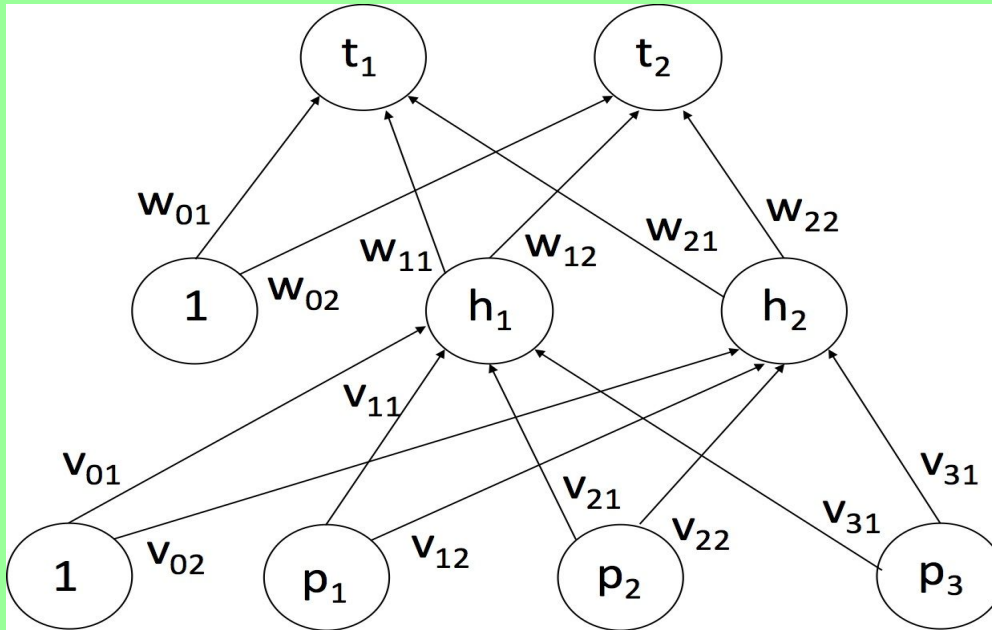 t₁ t₂
w₀₁ w₁₁ w₁₂ w₂₁ w₂₂
w₀₂
1 h₁ h₂
v₁₁
v₀₁ v₂₁ v₃₁ v₃₁
v₀₂ v₁₂ v₂₂
1 p₁ p₂ p₃